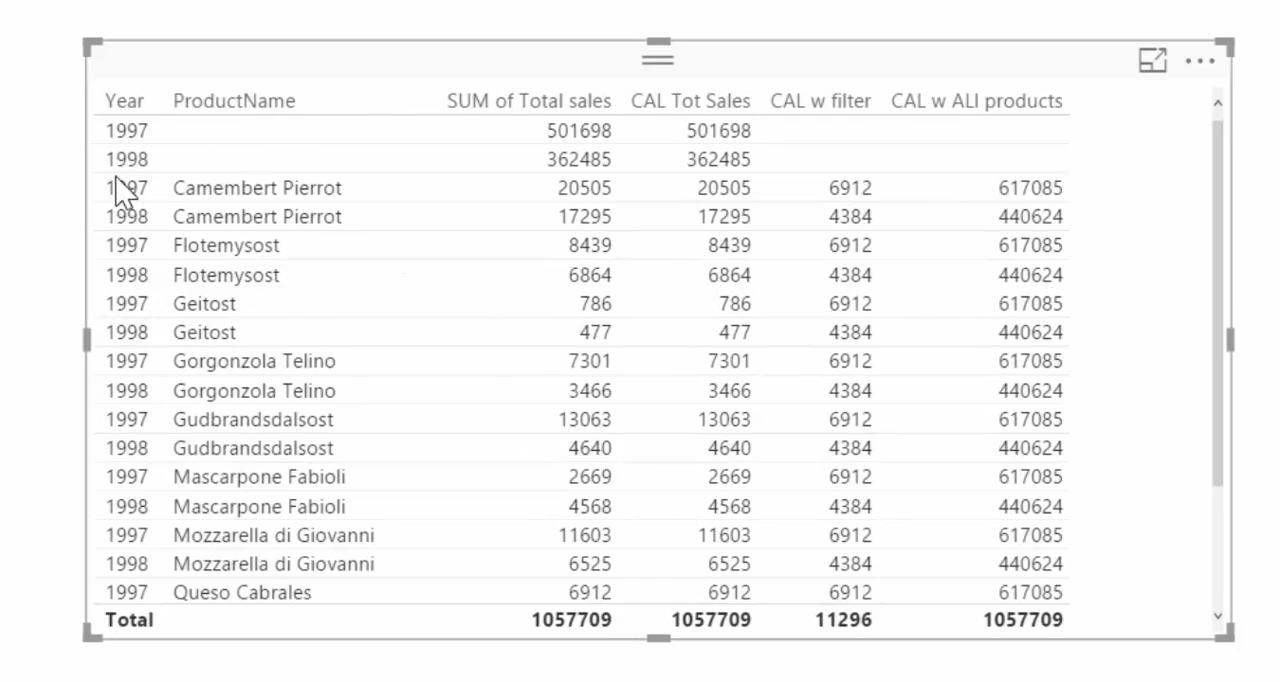 Year ProductName SUM of Total sales CAL Tot Sales CAL w filter CAL w ALl products
1997 501698 501698
1998 362485 362485
1997 Camembert Pierrot 20505 20505 6912 617085
1998 Camembert Pierrot 17295 17295 4384 440624
1997 Flotemysost 8439 8439 6912 617085
1998 Flotemysost 6864 6864 4384 440624
1997 Geitost 786 786 6912 617085
1998 Geitost 477 477 4384 440624
1997 Gorgonzola Telino 7301 7301 6912 617085
1998 Gorgonzola Telino 3466 3466 4384 440624
1997 Gudbrandsdalsost 13063 13063 6912 617085
1998 Gudbrandsdalsost 4640 4640 4384 440624
1997 Mascarpone Fabioli 2669 2669 6912 617085
1998 Mascarpone Fabioli 4568 4568 4384 440624
1997 Mozzarella di Giovanni 11603 11603 6912 617085
1998 Mozzarella di Giovanni 6525 6525 4384 440624
1997 Queso Cabrales 6912 6912 6912 617085
Total 1057709 1057709 11296 1057709